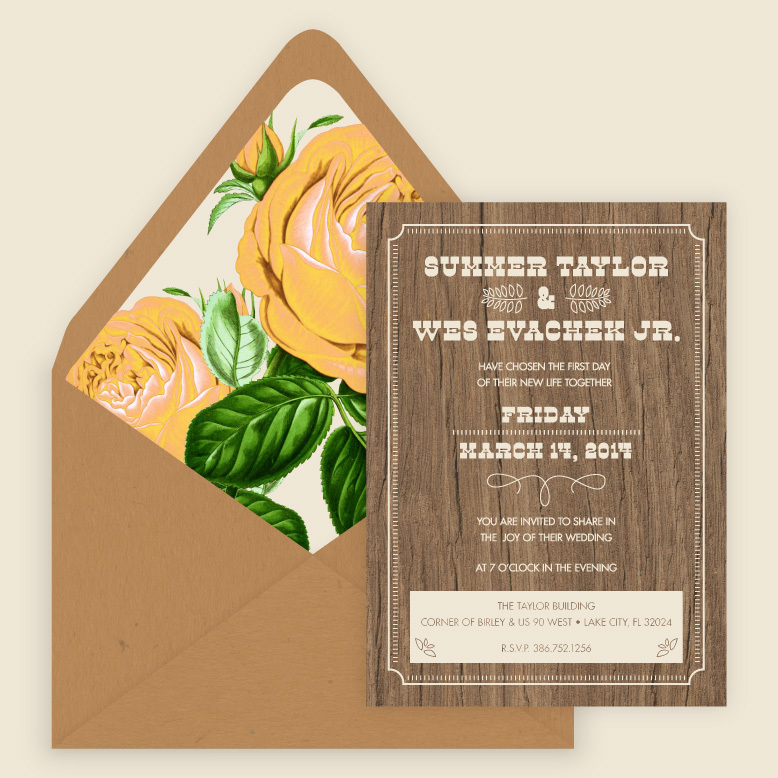 SUMMER TAYLOR
&
WES EVACHEK JR.
HAVE CHOSEN THE FIRST DAY
OF THEIR NEW LIFE TOGETHER
FRIDAY
MARCH 14, 2014
YOU ARE INVITED TO SHARE IN
THE JOY OF THEIR WEDDING
AT 7 O'CLOCK IN THE EVENING
THE TAYLOR BUILDING
CORNER OF BIRLEY & US 90 WEST • LAKE CITY, FL 32024
R.S.V.P. 386.752.1256